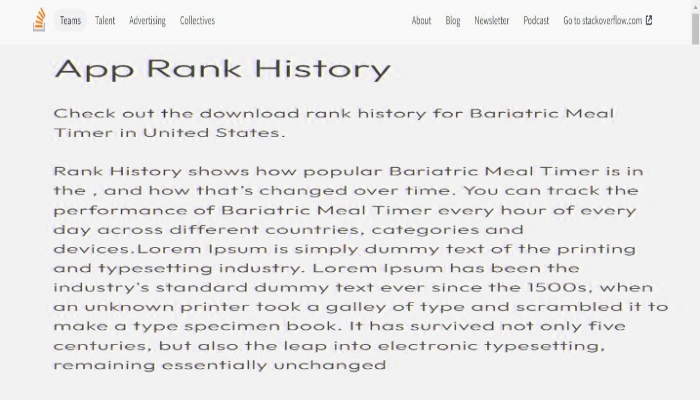 Teams Talent Advertising Collectives About Blog Newsletter Podcast Go to stackoverflow.com
App Rank History
Check out the download rank history for Bariatric Meal
Timer in United States.
Rank History shows how popular Bariatric Meal Timer is in
the , and how that's changed over time. You can track the
performance of Bariatric Meal Timer every hour of every
day across different countries, categories and
devices.Lorem Ipsum is simply dummy text of the printing
and typesetting industry. Lorem Ipsum has been the
industry's standard dummy text ever since the 1500s, when
an unknown printer took a galley of type and scrambled it to
make a type specimen book. It has survived not only five
centuries, but also the leap into electronic typesetting,
remaining essentially unchanged